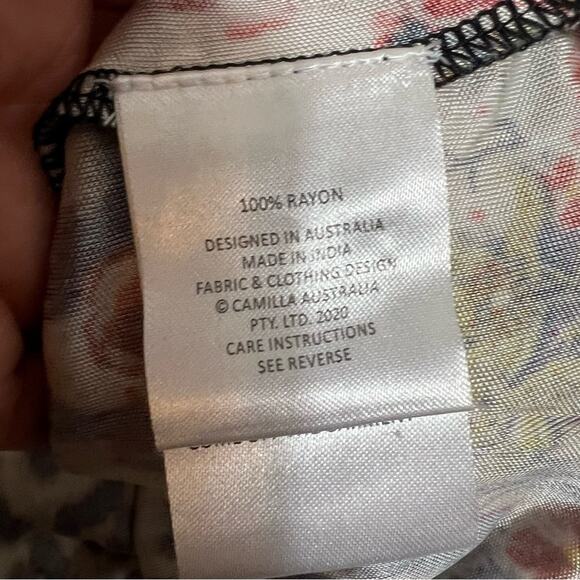 100% RAYON
DESIGNED IN AUSTRALIA
MADE IN INDIA
FABRIC & CLOTHING DESIGN
© CAMILLA AUSTRALIA
PTY. LTD. 2020
CARE INSTRUCTIONS
SEE REVERSE